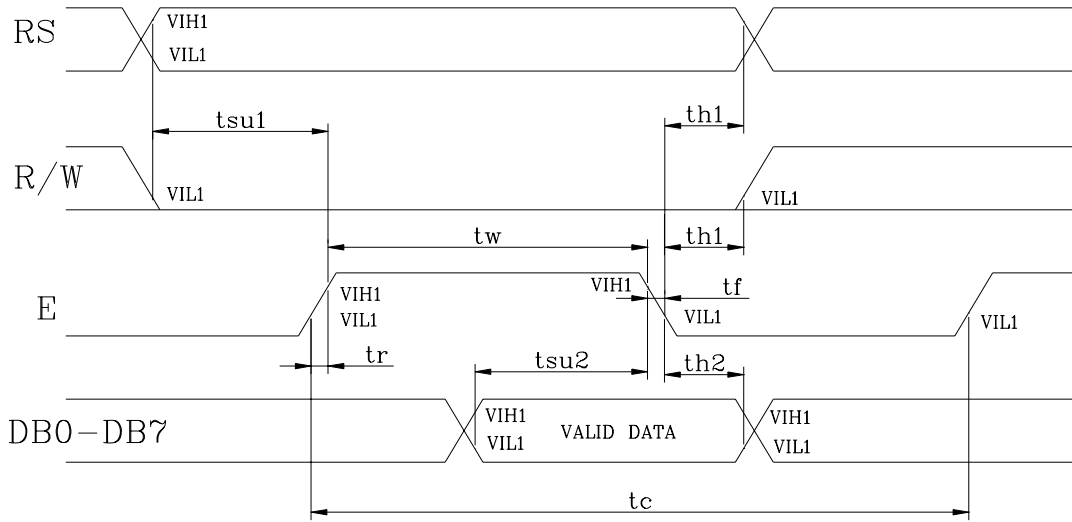 RS
VIH1
VIL1
tsu1
th1
R/W
VIL1
VIL1
tw
th1
E
VIH1
VIL1
VIH1
tf
VIL1
VIL1
tr
tsu2
th2
DB0-DB7
VIH1
VIL1
VALID DATA
VIH1
VIL1
tc